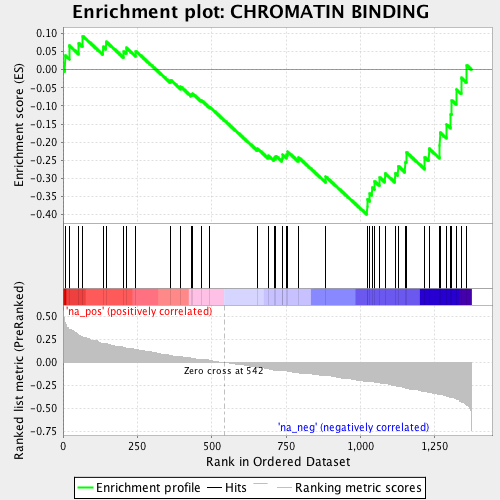 Enrichment plot: CHROMATIN BINDING
Enrichment score (ES)
0.10
0.05
0.00
-0.05
-0.10
-0.15
-0.20
-0.25
-0.30
-0.35
-0.40
'na_pos' (positively correlated)
Ranked list metric (PreRanked)
0.50
0.25
0.00
-0.25
-0.50
-0.75
Zero cross at 542
'na_neg' (negatively correlated)
0 250 500 750 1,000 1,250
Rank in Ordered Dataset
Enrichment profile Hits Ranking metric scores